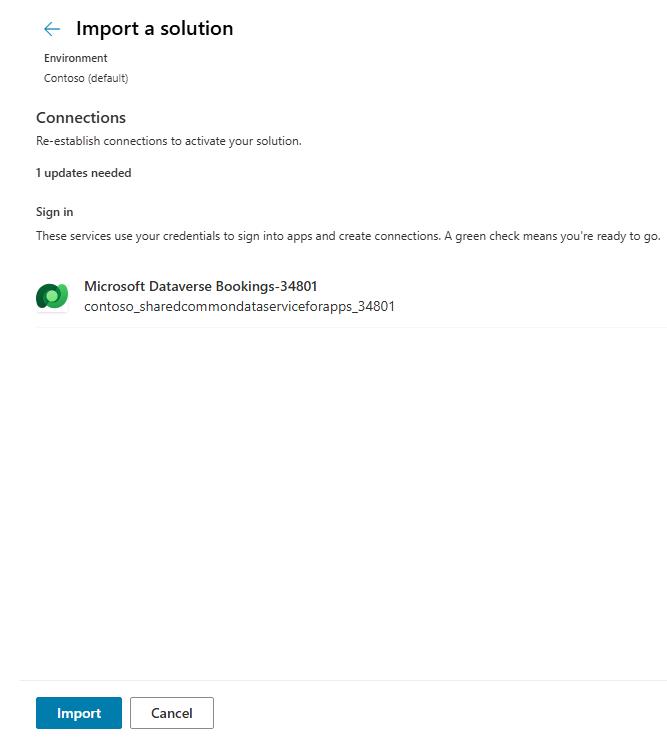 Import a solution
Environment
Contoso (default)
Connections
Re-establish connections to activate your solution.
1 updates needed
Sign in
These services use your credentials to sign into apps and create connections. A green check means you're ready to go.
Microsoft Dataverse Bookings-34801
contoso_sharedcommondataserviceforapps_34801
Import
Cancel